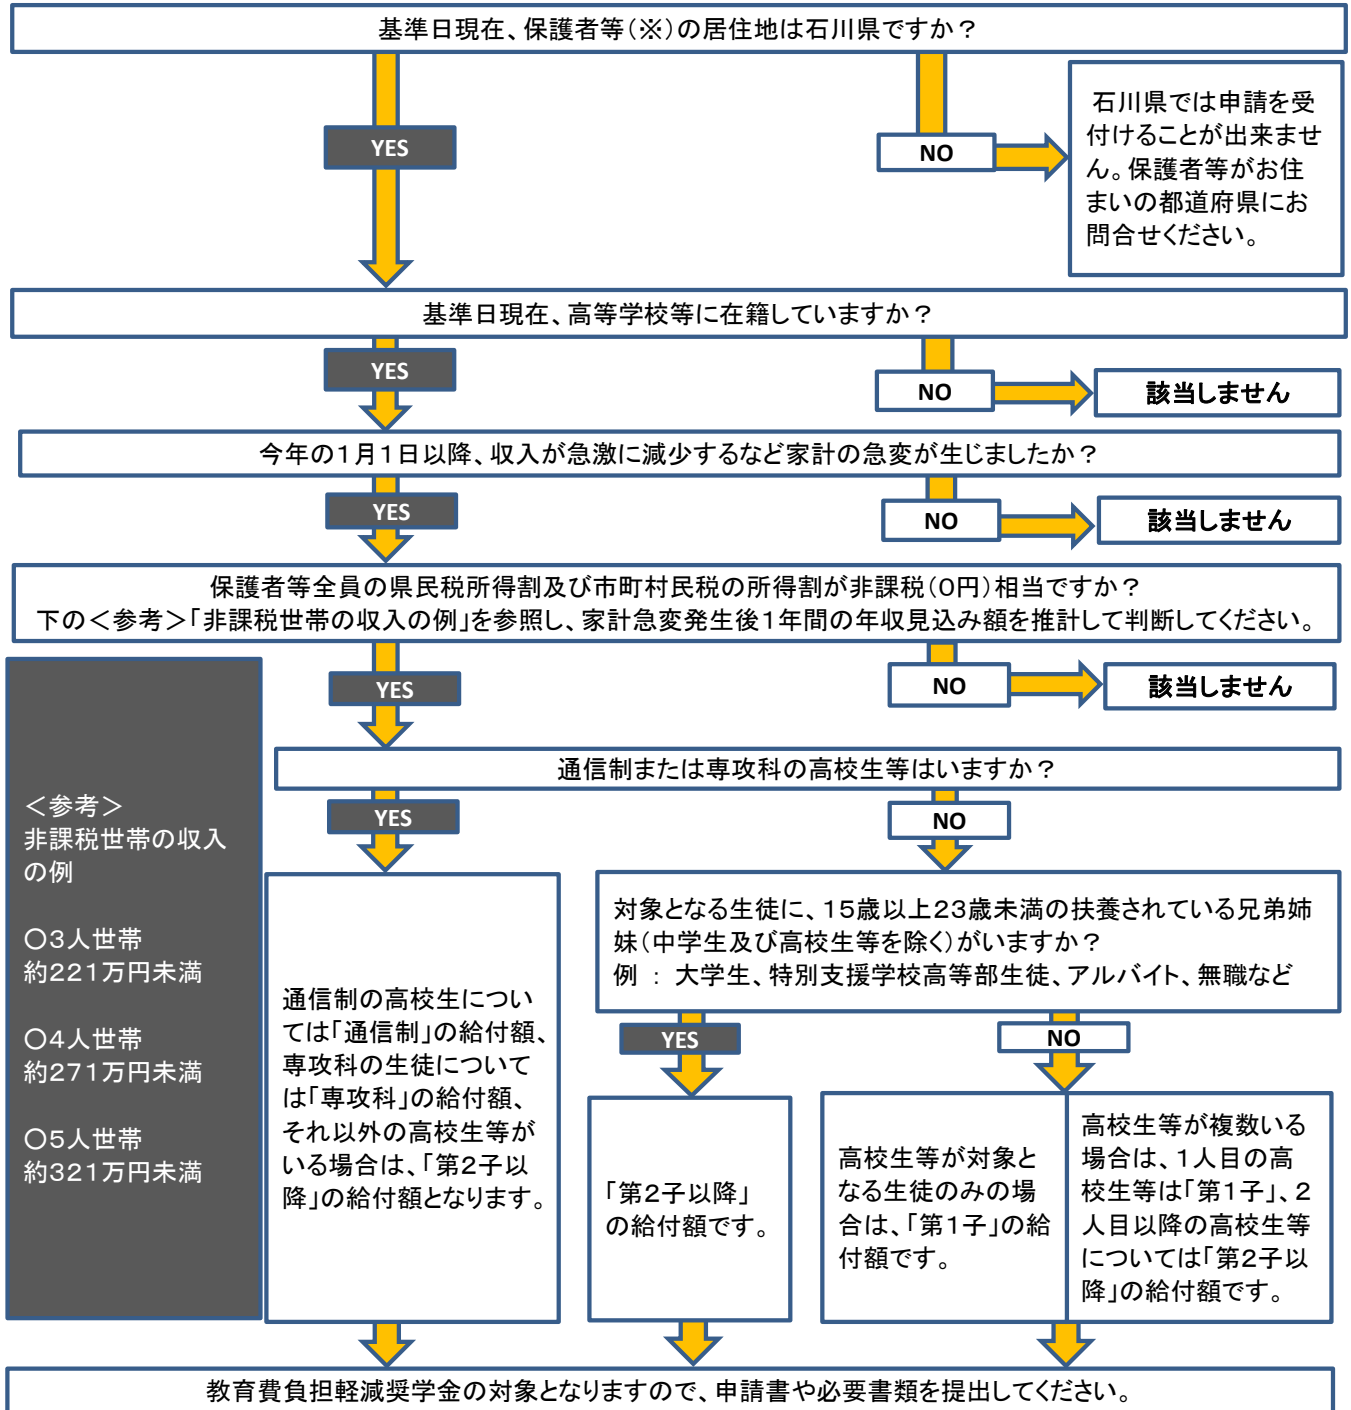 基準日現在、保護者等(※)の居住地は石川県ですか?
YES
NO
石川県では申請を受
付けることが出来ませ
ん。保護者等がお住
まいの都道府県にお
問合せください。
基準日現在、高等学校等に在籍していますか?
YES
NO
該当しません
今年の1月1日以降、収入が急激に減少するなど家計の急変が生じましたか?
YES
NO
該当しません
保護者等全員の県民税所得割及び市町村民税の所得割が非課税(0円)相当ですか?
下の<参考>「非課税世帯の収入の例」を参照し、家計急変発生後1年間の年収見込み額を推計して判断してください。
YES
NO
該当しません
<参考>
非課税世帯の収入
の例
〇3人世帯
約221万円未満
〇4人世帯
約271万円未満
〇5人世帯
約321万円未満
通信制または専攻科の高校生等はいますか?
YES
NO
通信制の高校生につい
ては「通信制」の給付額、
専攻科の生徒について
は「専攻科」の給付額、
それ以外の高校生等が
いる場合は、「第2子以
降」の給付額となります。
対象となる生徒に、15歳以上23歳未満の扶養されている兄弟姉
妹(中学生及び高校生等を除く)がいますか?
例 : 大学生、特別支援学校高等部生徒、アルバイト、無職など
YES
NO
「第2子以降」
の給付額です。
高校生等が対象と
なる生徒のみの場
合は、「第1子」の給
付額です。
高校生等が複数いる
場合は、1人目の高
校生等は「第1子」、2
人目以降の高校生等
については「第2子以
降」の給付額です。
教育費負担軽減奨学金の対象となりますので、申請書や必要書類を提出してください。